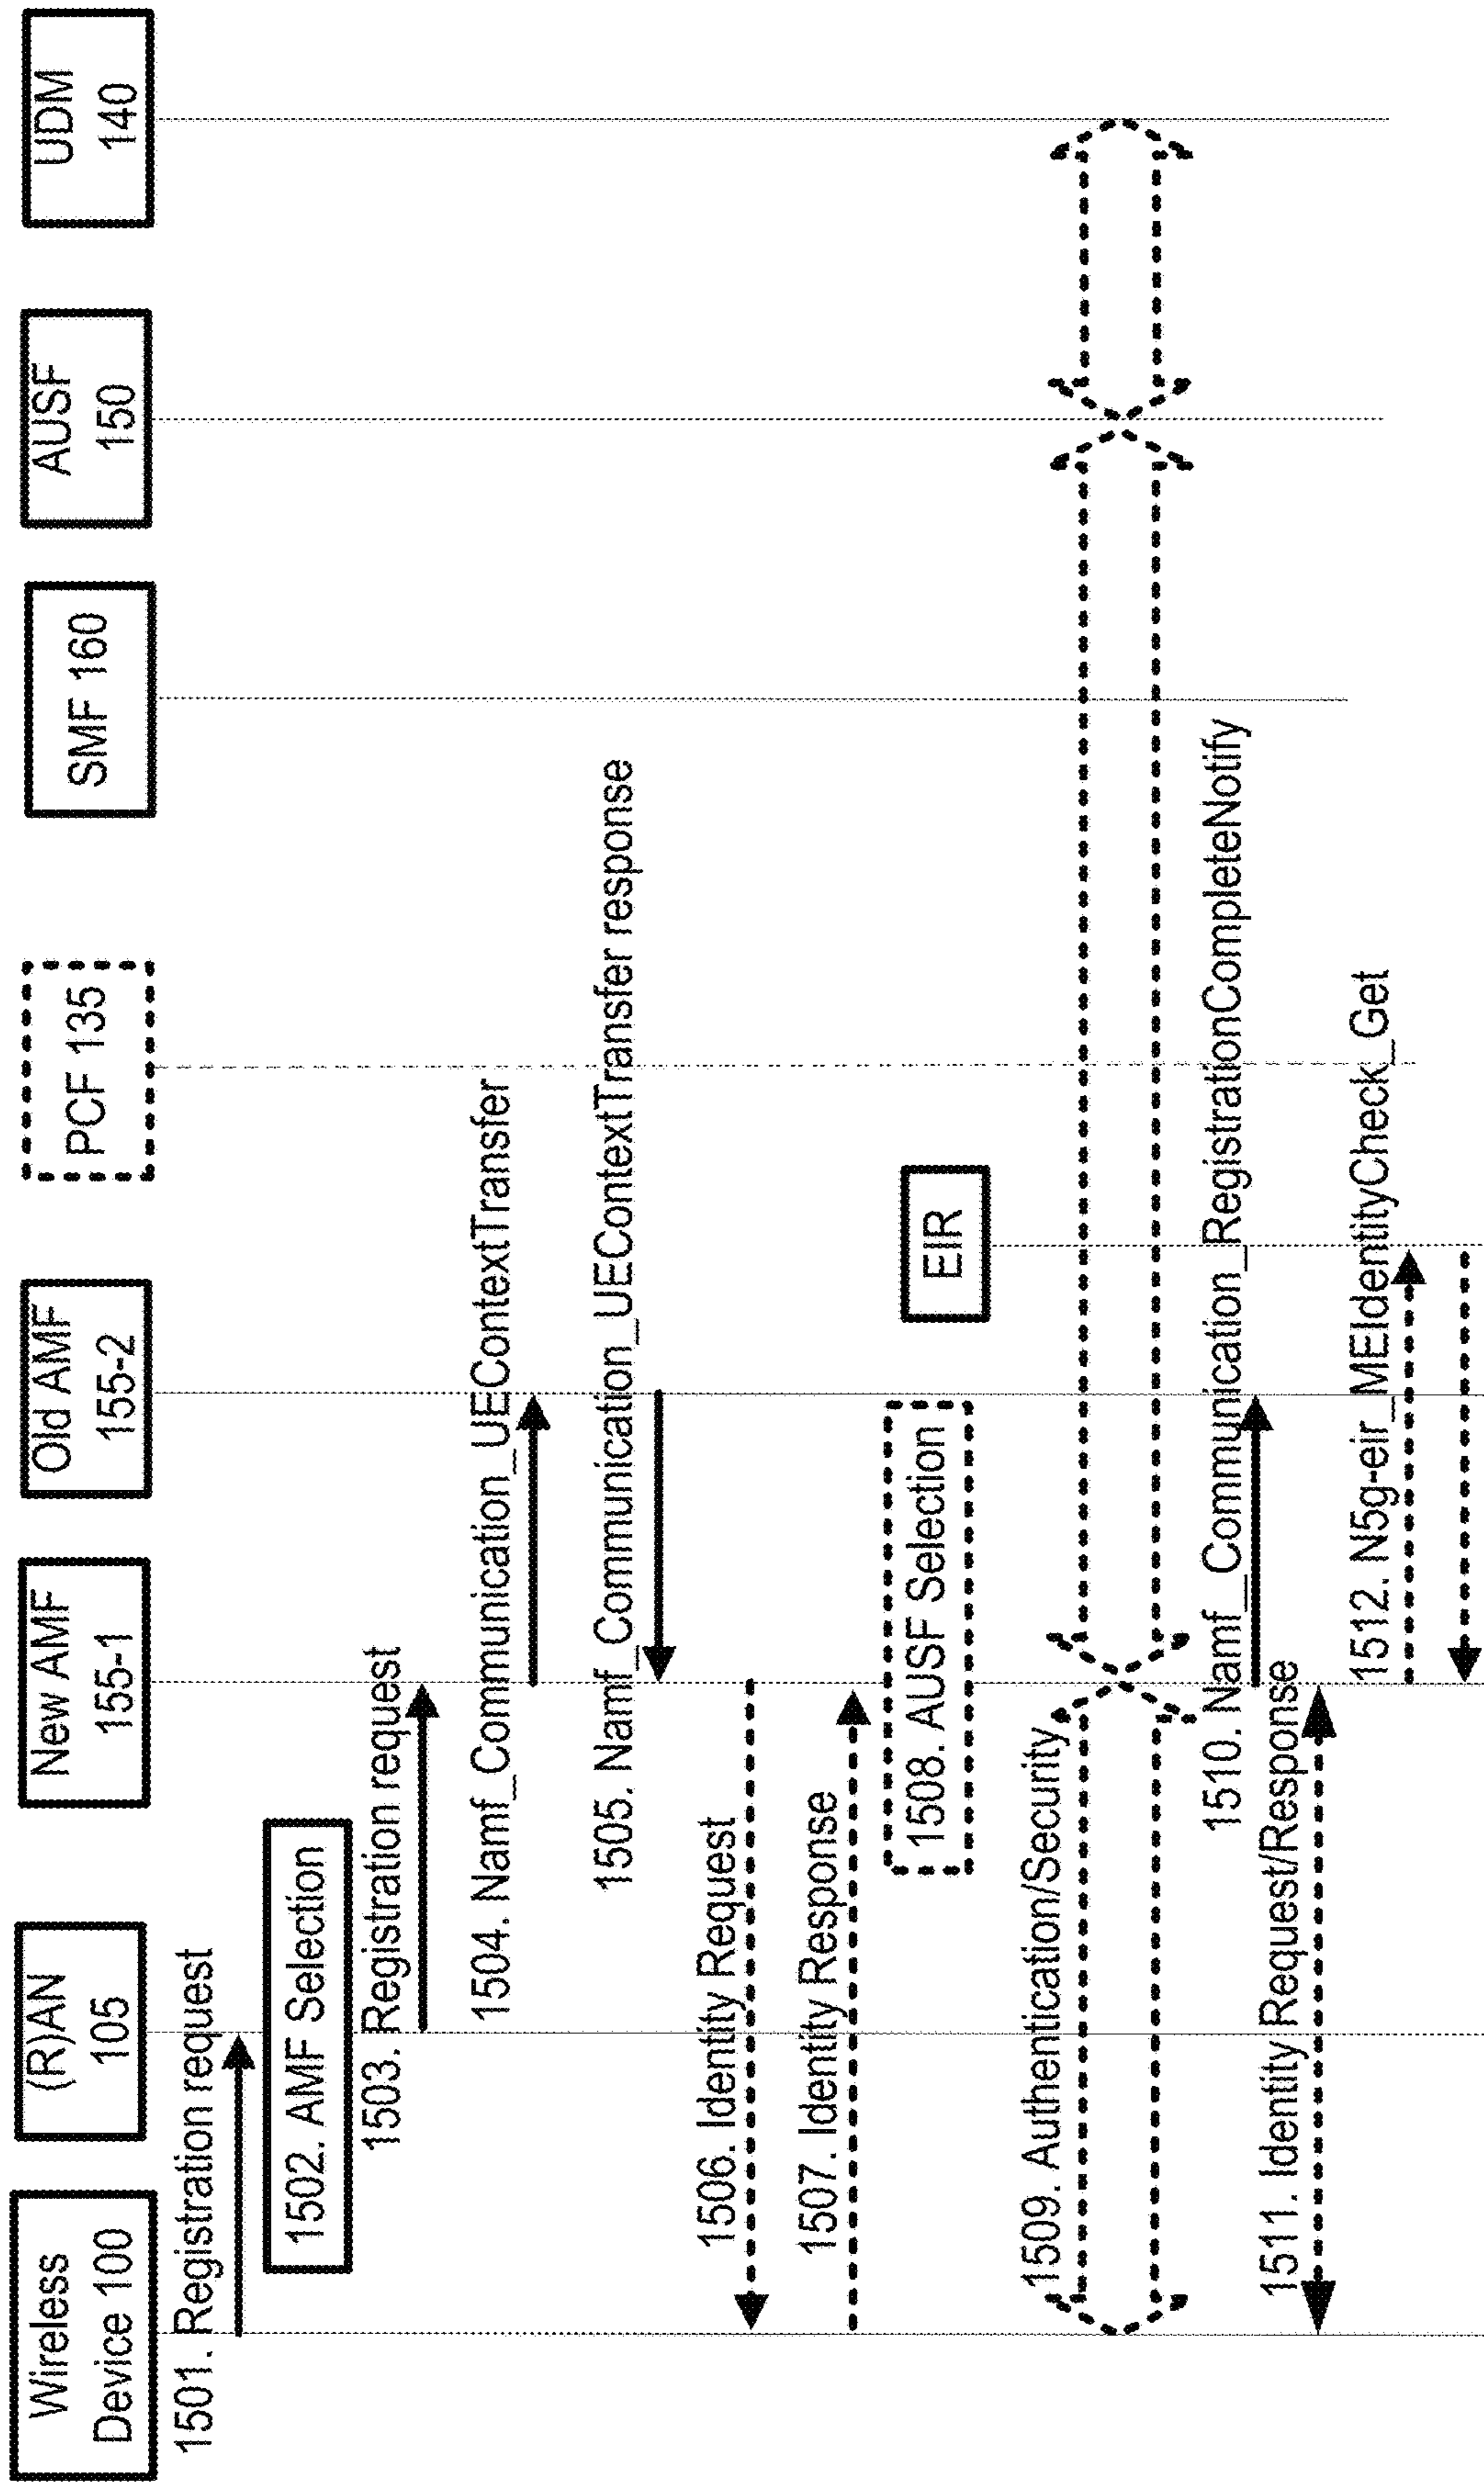 Wireless
Device 100
(R)AN
105
New AMF
155-1
Old AMF
155-2
PCF 135
SMF 160
AUSF
150
UDM
140
1501. Registration request
1502. AMF Selection
1503. Registration request
1504. Namf_Communication_UEContextTransfer
1505. Namf_Communication_UEContextTransfer response
1506. Identity Request
1507. Identity Response
1508. AUSF Selection
EIR
1509. Authentication/Security
1510. Namf_Communication_RegistrationCompleteNotify
1511. Identity Request/Response
1512. N5g-eir_MEIdentityCheck_Get